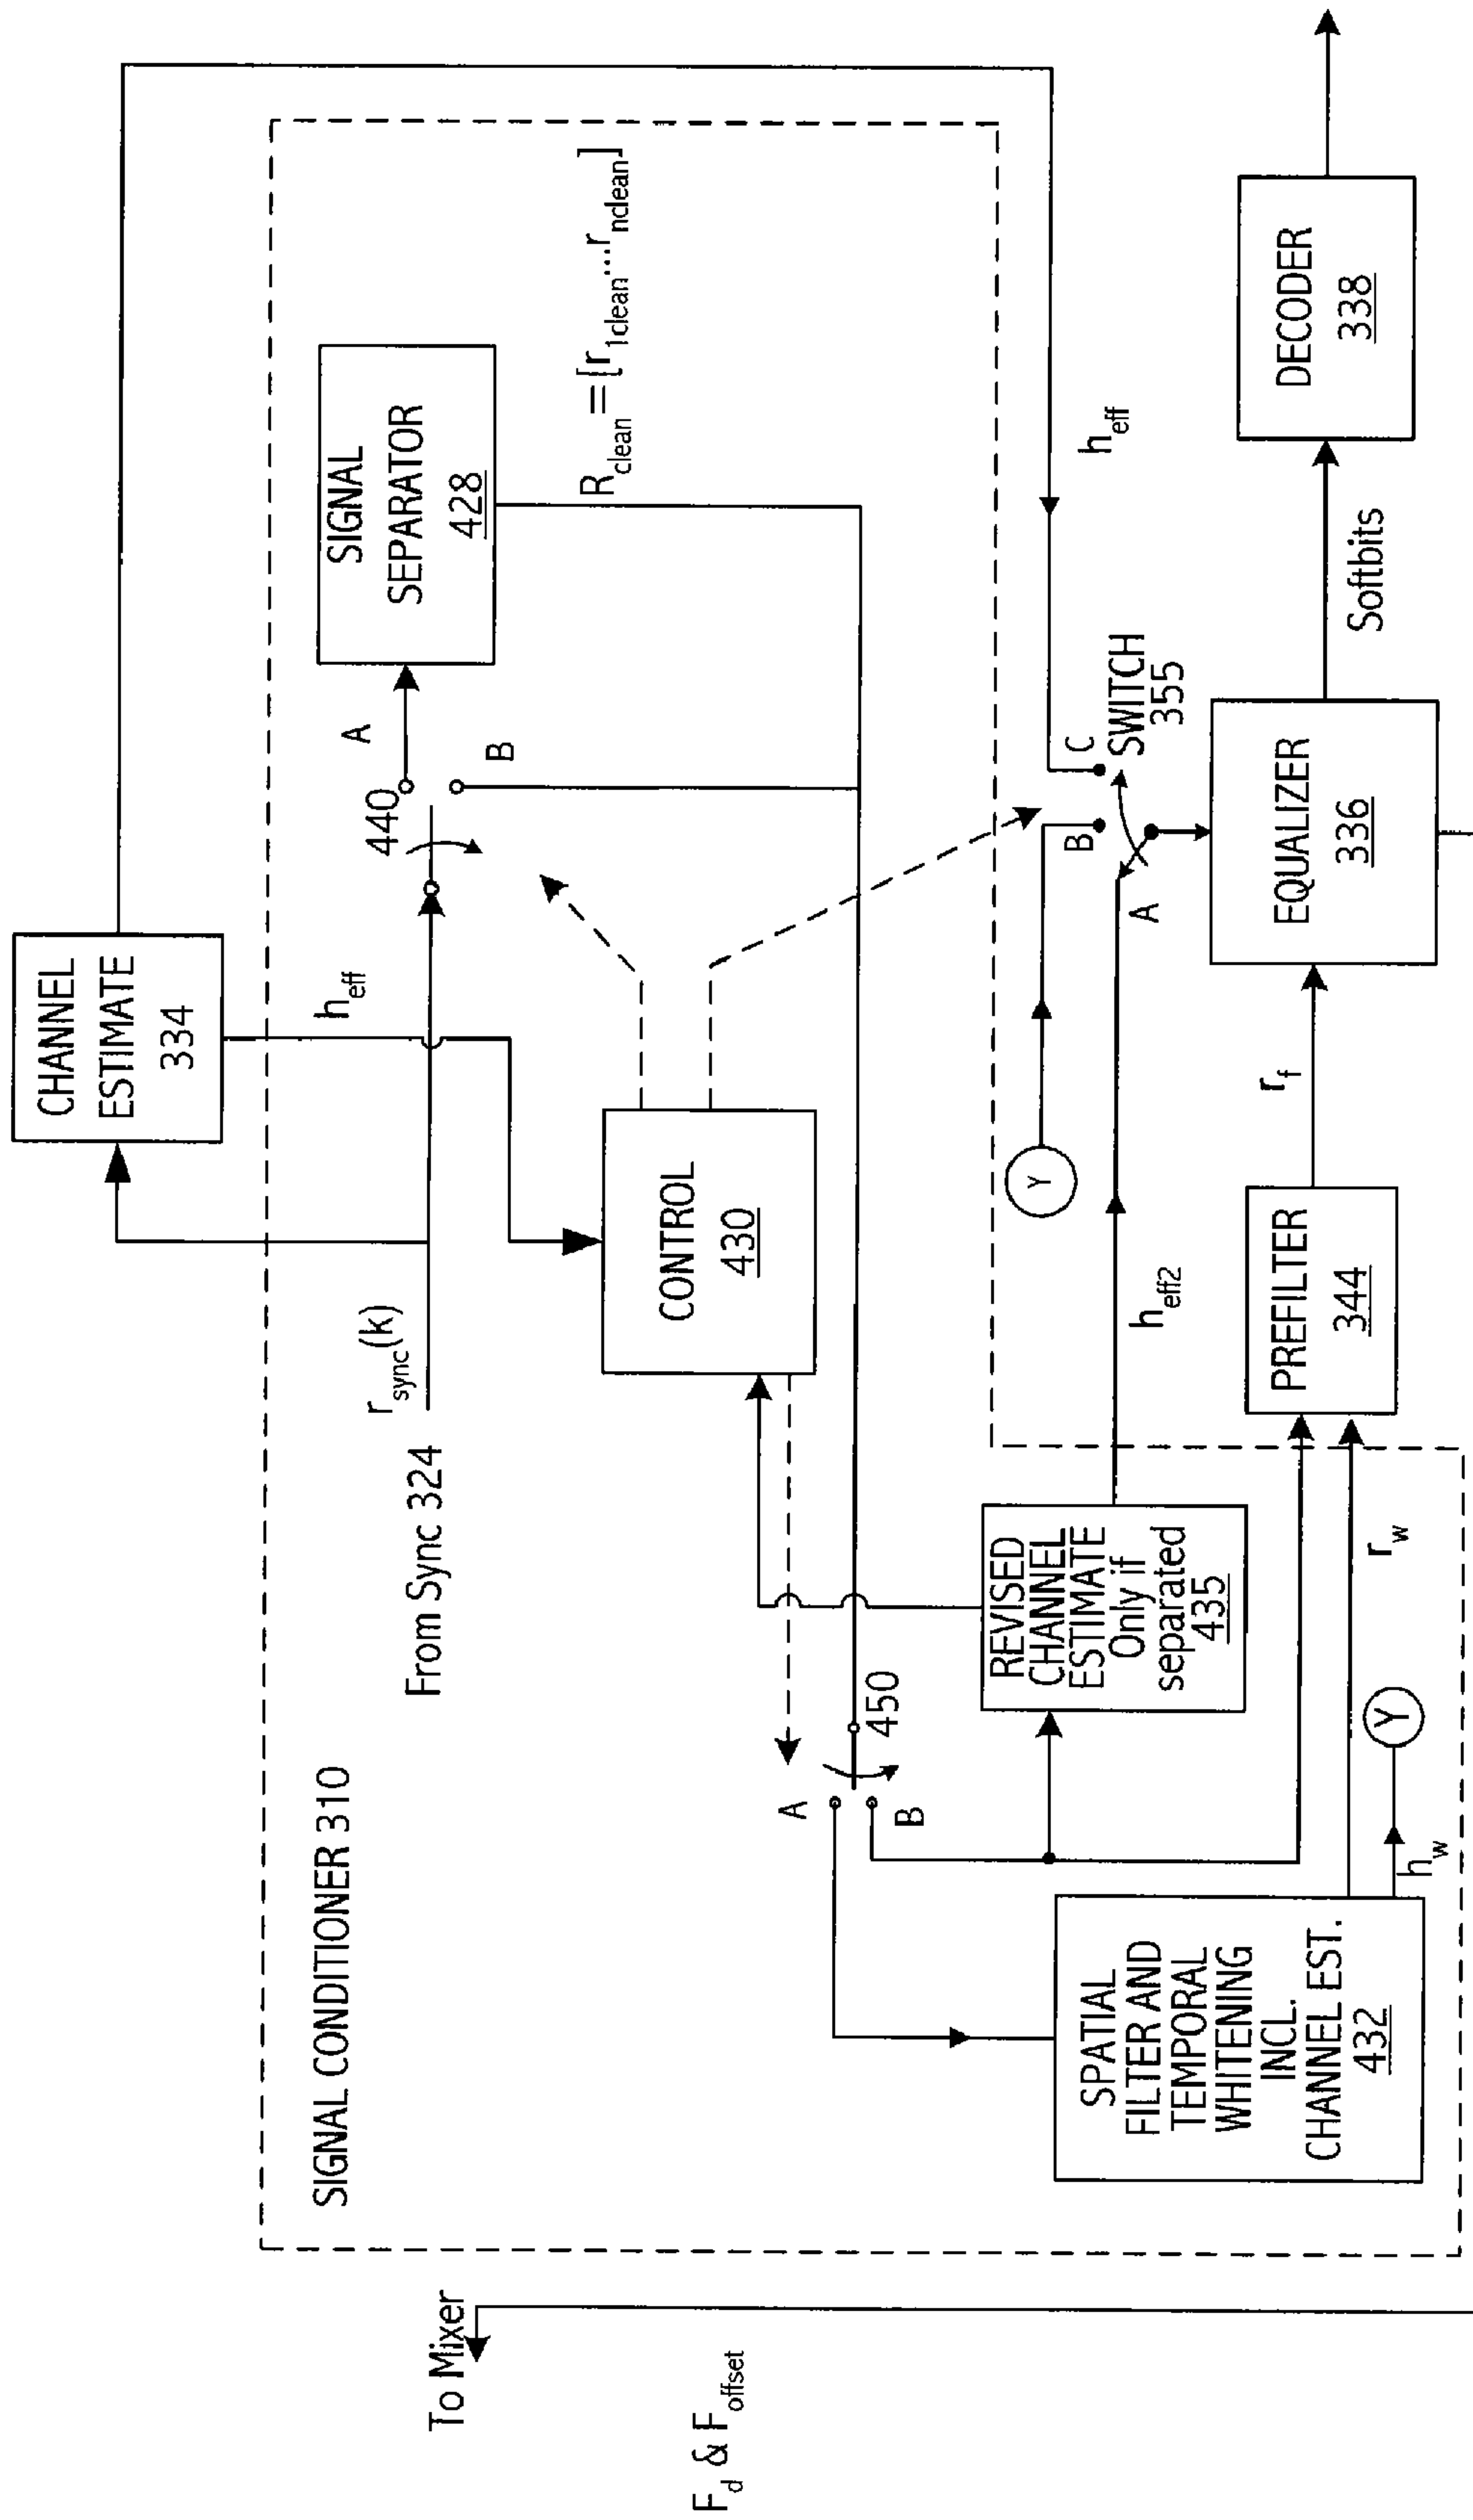 CHANNEL
ESTIMATE
334
h_eff
SIGNAL
SEPARATOR
428
A
440
B
R_clean=[r_1clean...r_nclean]
r_sync(k)
From Sync 324
CONTROL
430
SIGNAL CONDITIONER 310
A
450
B
REVISED
CHANNEL
ESTIMATE
Only if
separated
435
SPATIAL
FILTER AND
TEMPORAL
WHITENING
INCL.
CHANNEL EST.
432
h_w
Y
r_w
h_eff2
Y
B
C
A
SWITCH
355
h_eff
PREFILTER
344
r_f
EQUALIZER
336
Softbits
DECODER
338
To Mixer
F_d & F_offset